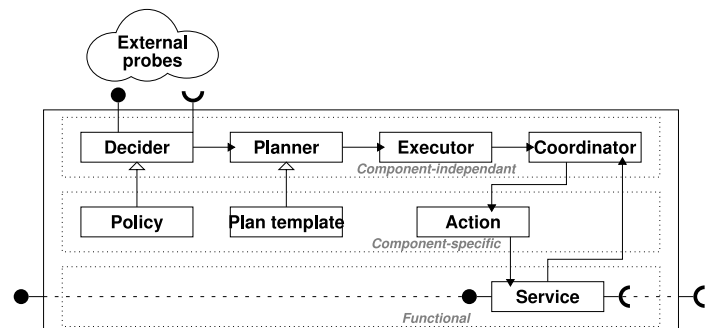 External
probes
Decider
Planner
Executor
Coordinator
Component-independant
Policy
Plan template
Action
Component-specific
Service
Functional